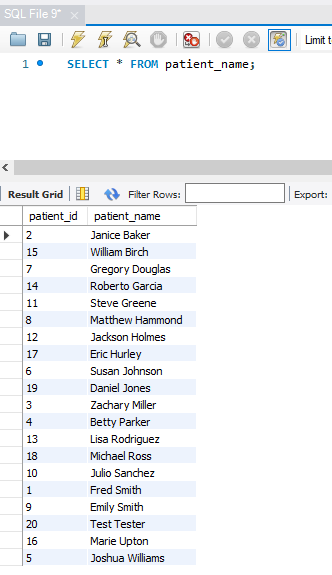 SQL File 9* ×
Limit t
1 SELECT * FROM patient_name;
Result Grid Filter Rows: Export:
patient_id patient_name
2 Janice Baker
15 William Birch
7 Gregory Douglas
14 Roberto Garcia
11 Steve Greene
8 Matthew Hammond
12 Jackson Holmes
17 Eric Hurley
6 Susan Johnson
19 Daniel Jones
3 Zachary Miller
4 Betty Parker
13 Lisa Rodriguez
18 Michael Ross
10 Julio Sanchez
1 Fred Smith
9 Emily Smith
20 Test Tester
16 Marie Upton
5 Joshua Williams